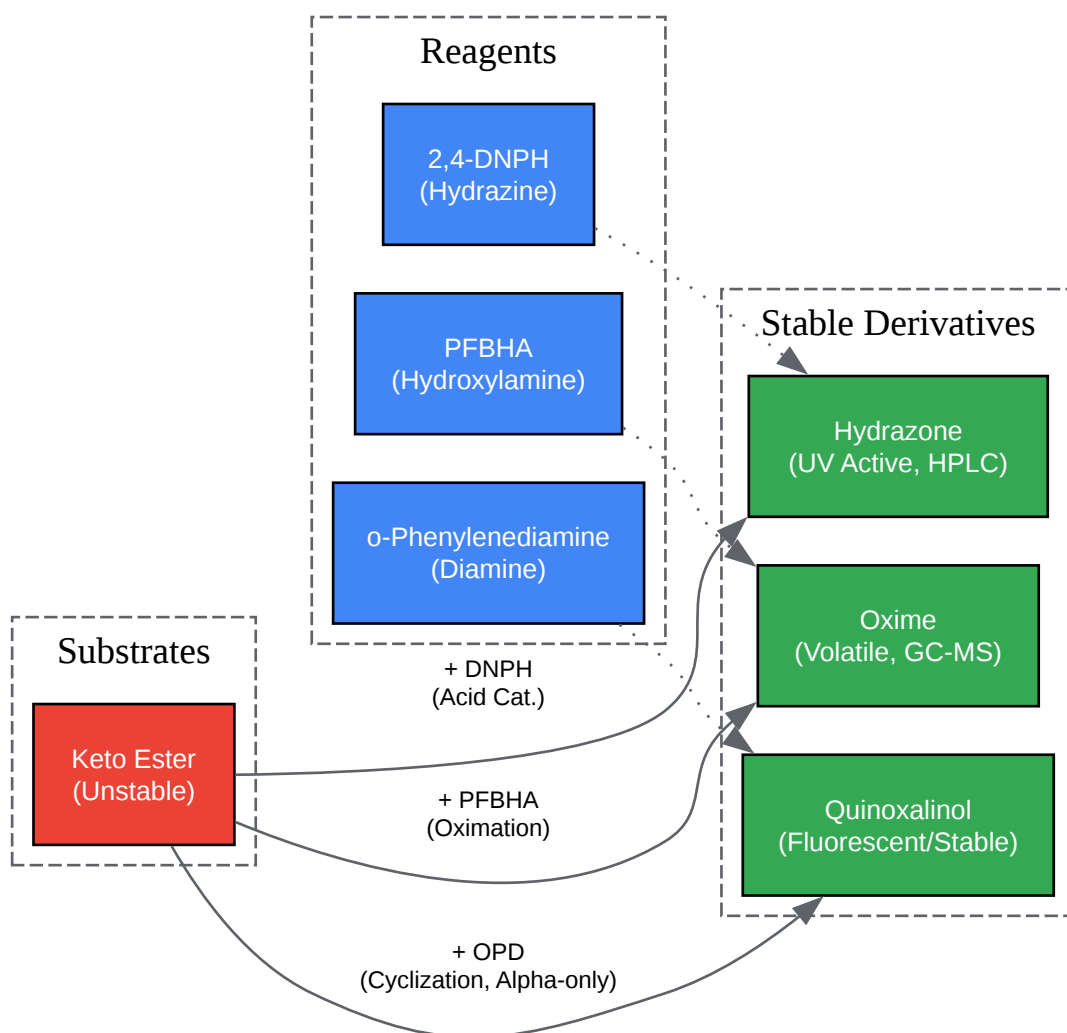 Reagents
2,4-DNPH
(Hydrazine)
PFBHA
(Hydroxylamine)
o-Phenylenediamine
(Diamine)
Stable Derivatives
Hydrazone
(UV Active, HPLC)
Oxime
(Volatile, GC-MS)
Quinoxalinol
(Fluorescent/Stable)
Substrates
Keto Ester
(Unstable)
+ DNPH
(Acid Cat.)
+ PFBHA
(Oximation)
+ OPD
(Cyclization, Alpha-only)